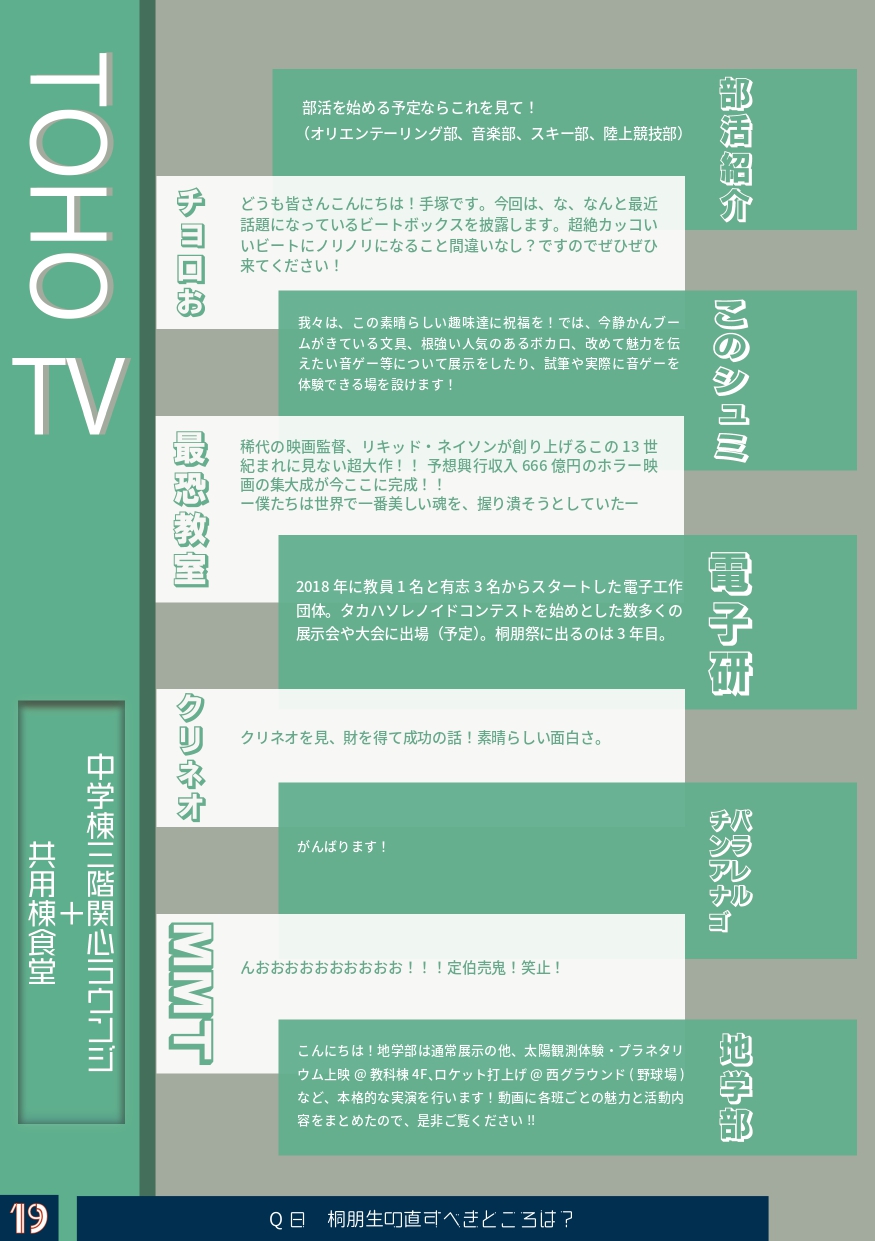 TOHO
TV
中学棟三階関心ラウンジ
＋
共用棟食堂
部活紹介
部活を始める予定ならこれを見て！
（オリエンテーリング部、音楽部、スキー部、陸上競技部）
チョロお
どうも皆さんこんにちは！手塚です。今回は、な、なんと最近
話題になっているビートボックスを披露します。超絶カッコい
いビートにノリノリになること間違いなし？ですのでぜひぜひ
来てください！
このシュミ
我々は、この素晴らしい趣味達に祝福を！では、今静かんブー
ムがきている文具、根強い人気のあるボカロ、改めて魅力を伝
えたい音ゲー等について展示をしたり、試筆や実際に音ゲーを
体験できる場を設けます！
最恐教室
稀代の映画監督、リキッド・ネイソンが創り上げるこの 13 世
紀まれに見ない超大作！！ 予想興行収入 666 億円のホラー映
画の集大成が今ここに完成！！
ー僕たちは世界で一番美しい魂を、握り潰そうとしていたー
電子研
2018 年に教員 1 名と有志 3 名からスタートした電子工作
団体。タカハソレノイドコンテストを始めとした数多くの
展示会や大会に出場（予定）。桐朋祭に出るのは 3 年目。
クリネオ
クリネオを見、財を得て成功の話！素晴らしい面白さ。
パラレル
チンアナゴ
がんばります！
MMT
んおおおおおおおおおお！！！定伯売鬼！笑止！
地学部
こんにちは！地学部は通常展示の他、太陽観測体験・プラネタリ
ウム上映 @ 教科棟 4F、ロケット打上げ @ 西グラウンド ( 野球場 )
など、本格的な実演を行います！動画に各班ごとの魅力と活動内
容をまとめたので、是非ご覧ください !!
19
Q 日　桐朋生の直すべきところは？